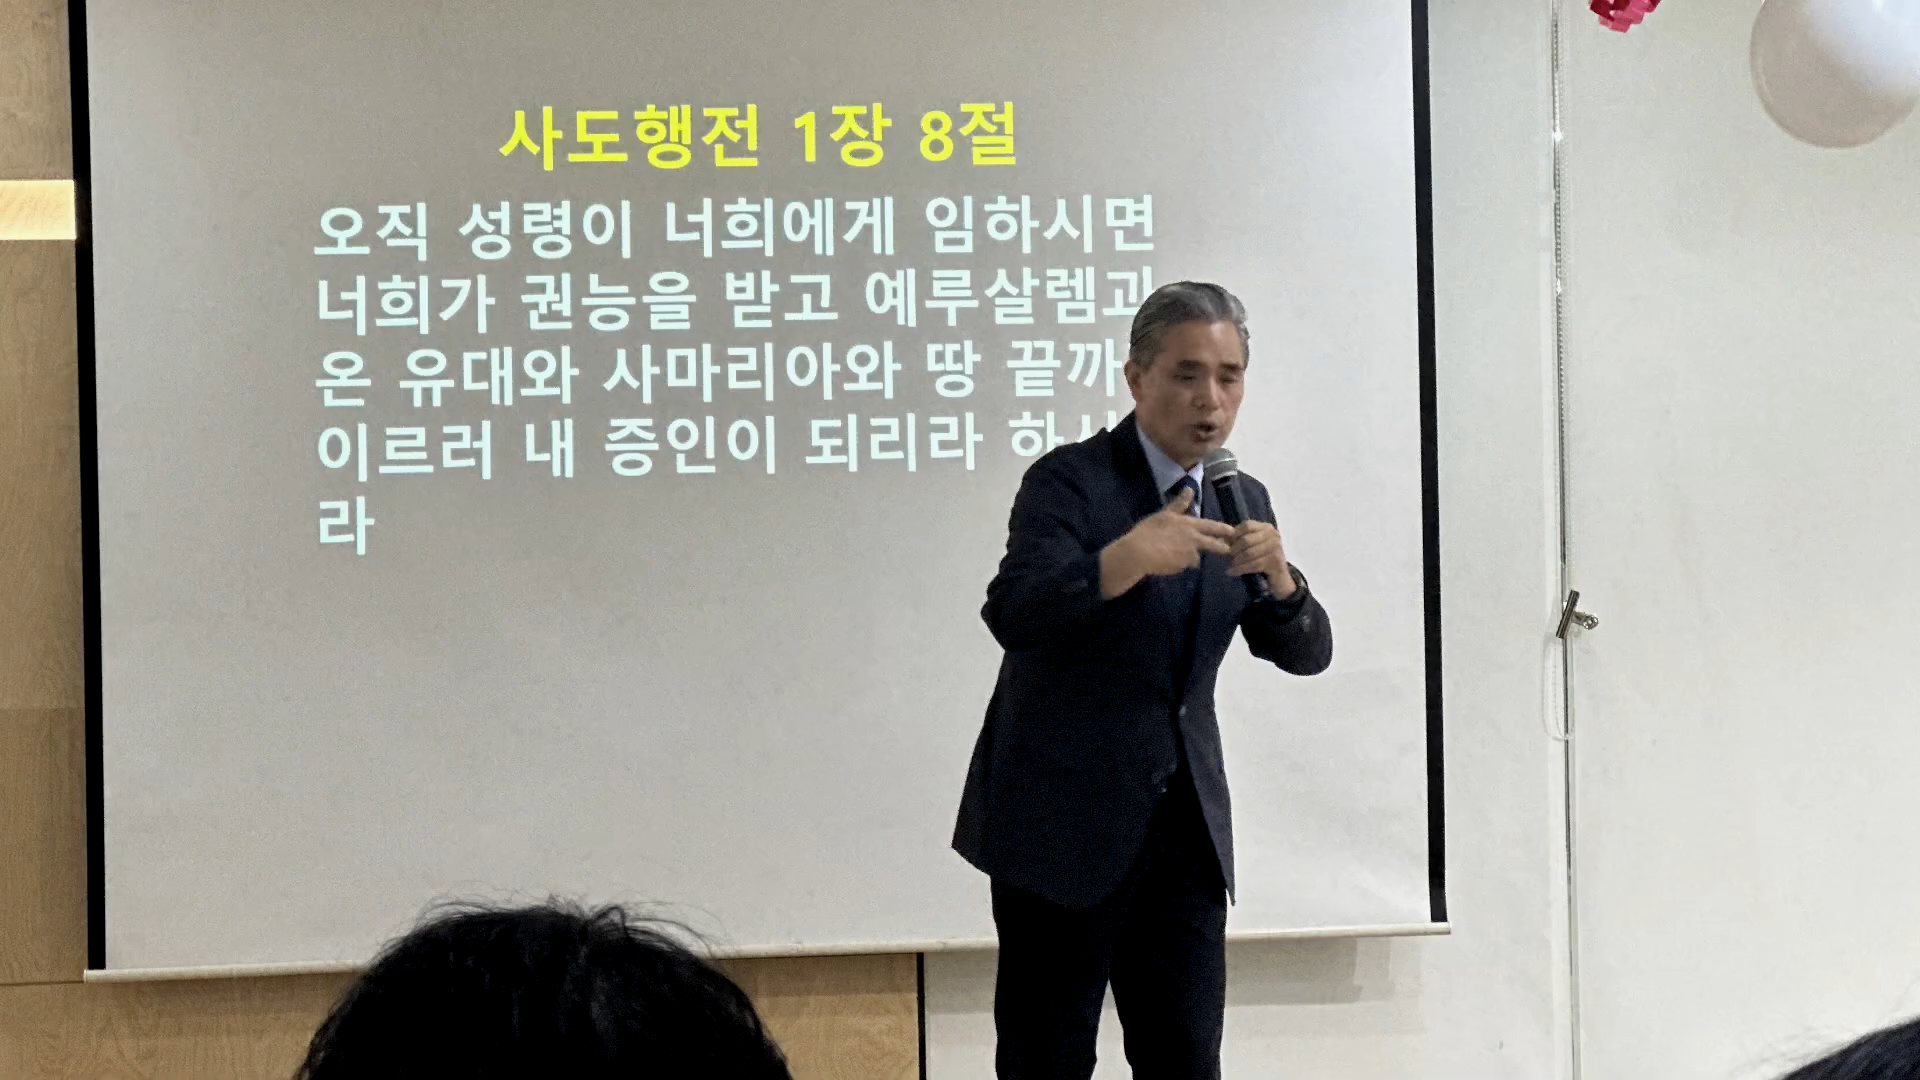 사도행전 1장 8절
오직 성령이 너희에게 임하시면
너희가 권능을 받고 예루살렘과
온 유대와 사마리아와 땅
이르러 내 증인이 되리라
라